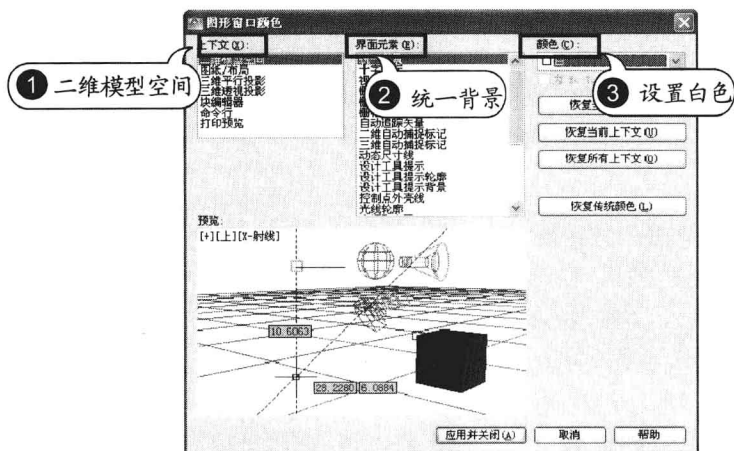 图形窗口颜色
上下文(X):
界面元素(E):
颜色(C):
1 二维模型空间
2 统一背景
3 设置白色
图纸/布局
三维平行投影
三维透视投影
块编辑器
命令行
打印预览
自动追踪矢量
二维自动捕捉标记
三维自动捕捉标记
动态尺寸线
设计工具提示
设计工具提示轮廓
设计工具提示背景
控制点外壳线
光线轮廓
恢复当前上下文(U)
恢复所有上下文(O)
恢复传统颜色(L)
预览:
[+][上][X-射线]
10.6063
28.2280
6.0884
应用并关闭(A)
取消
帮助